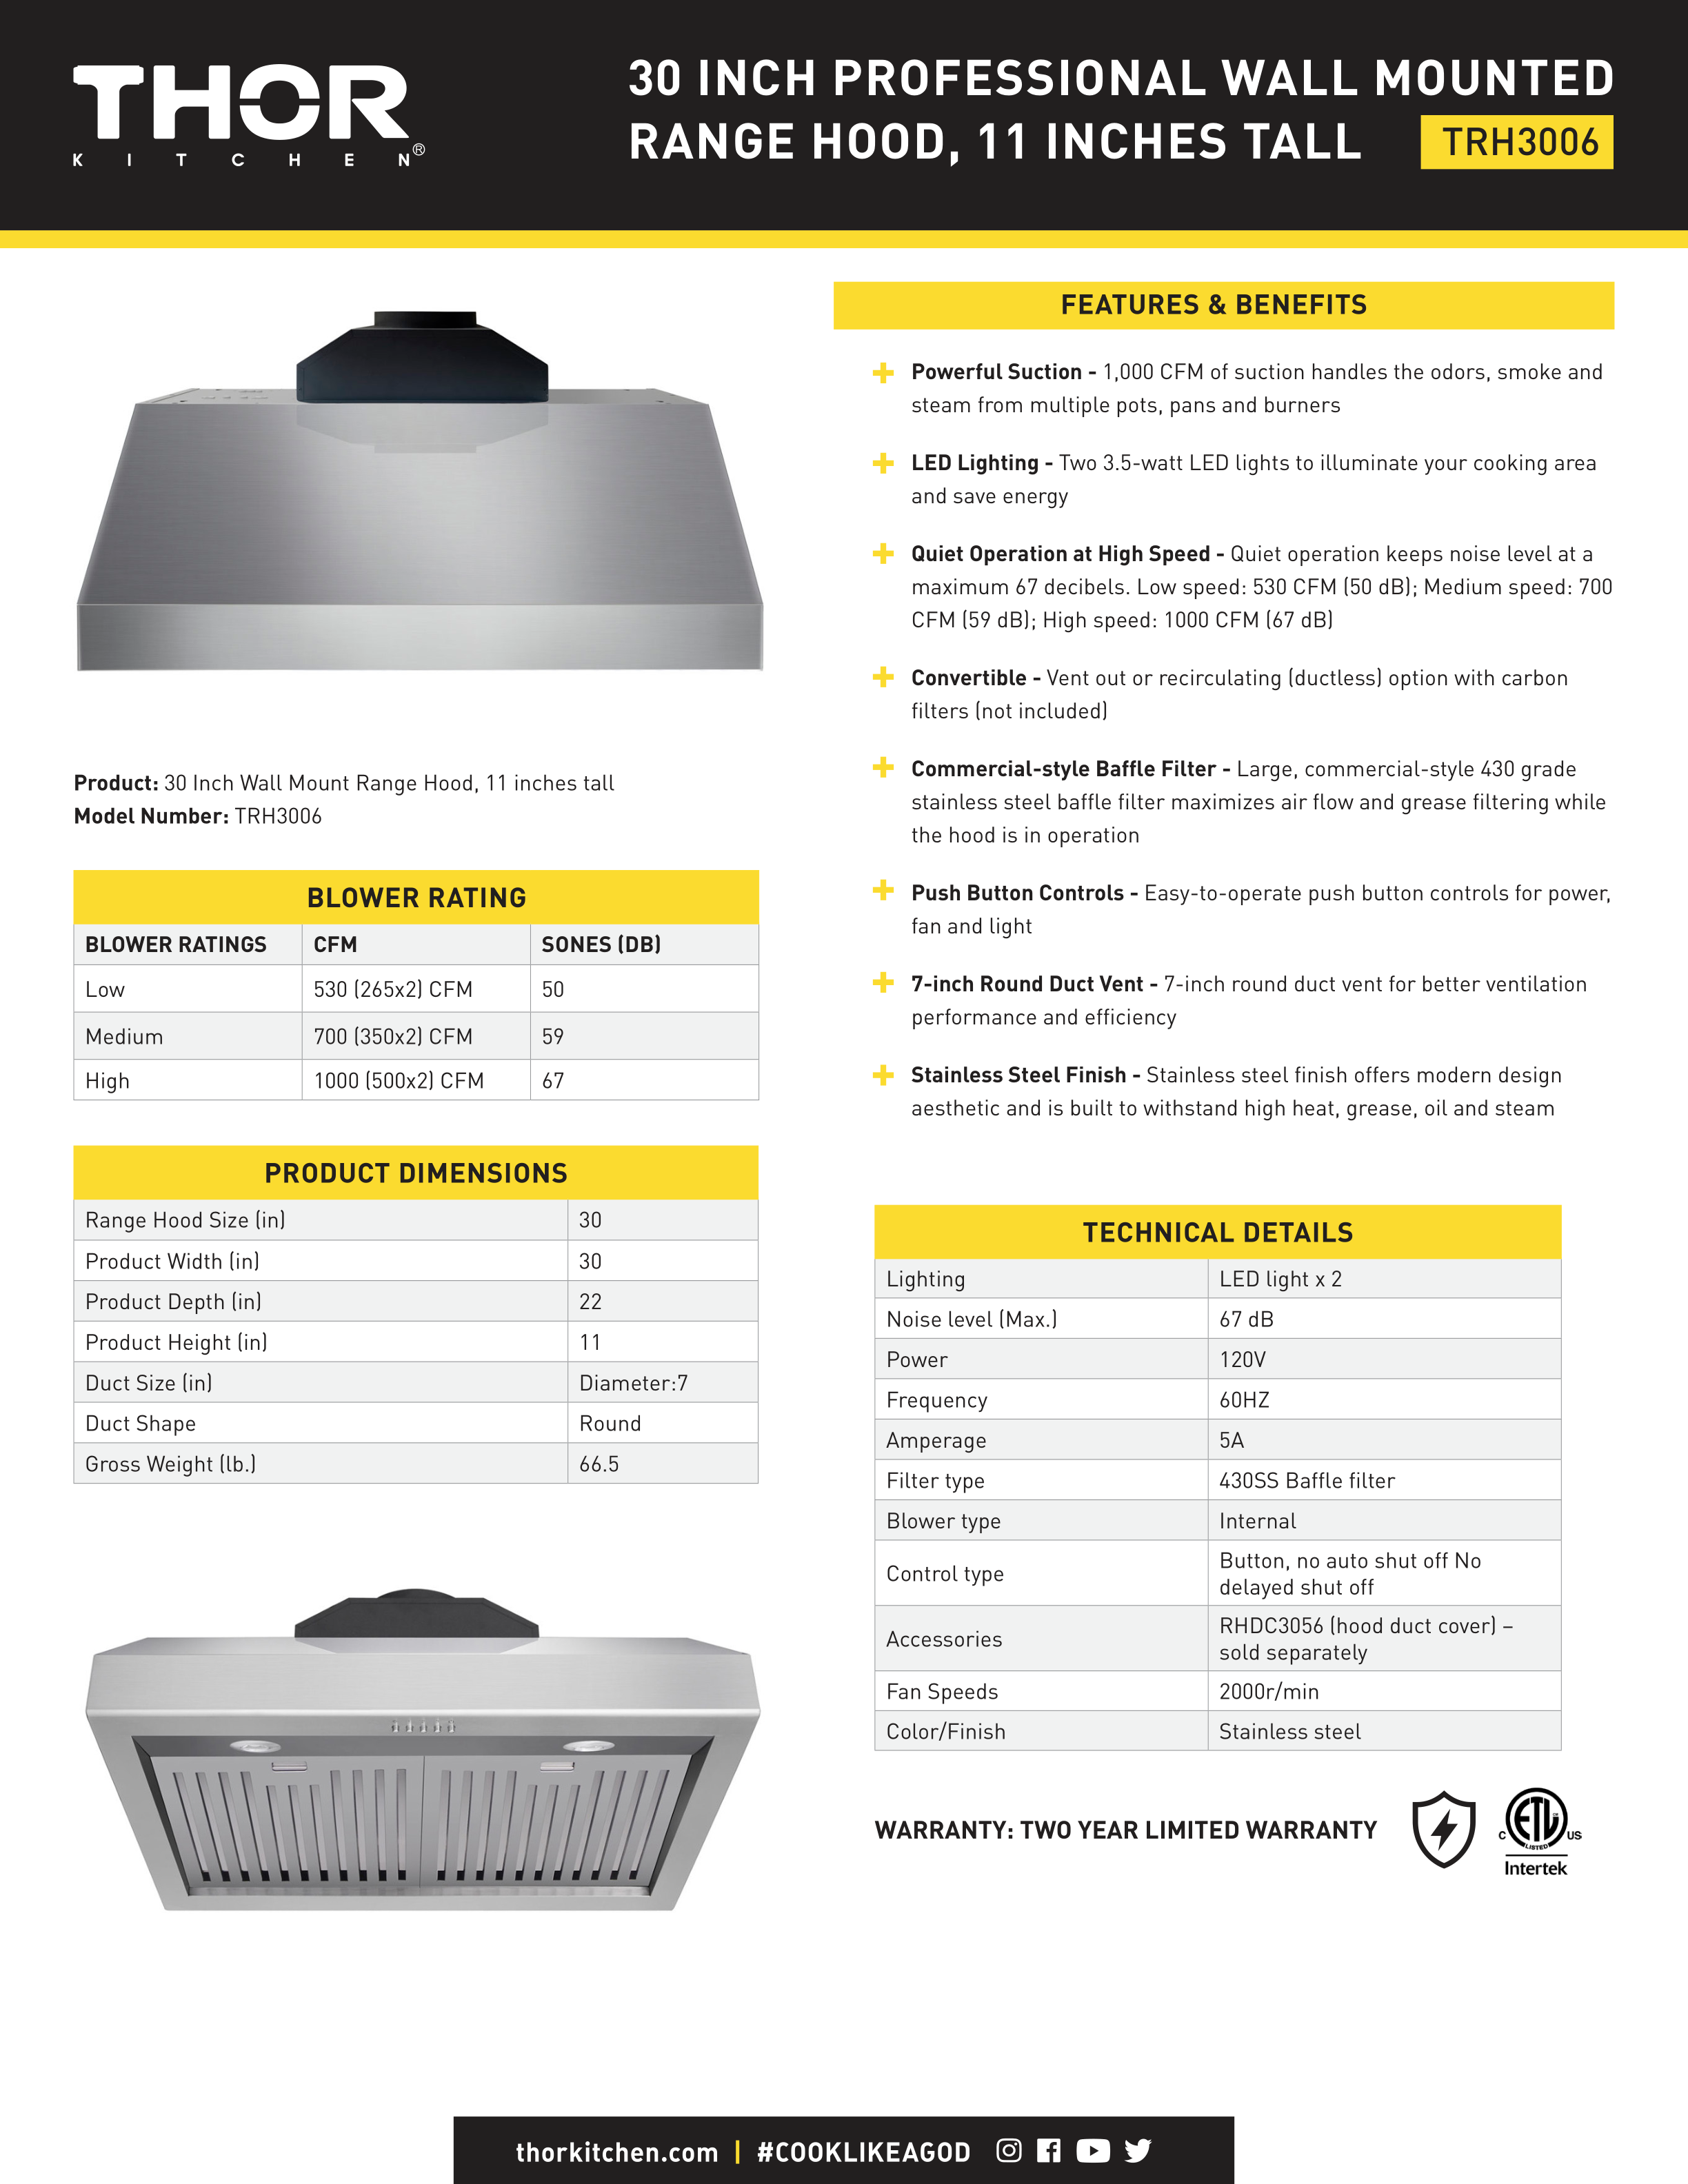 THOR
KITCHEN®
30 INCH PROFESSIONAL WALL MOUNTED
RANGE HOOD, 11 INCHES TALL TRH3006
Product: 30 Inch Wall Mount Range Hood, 11 inches tall
Model Number: TRH3006
BLOWER RATING
BLOWER RATINGS CFM SONES (DB)
Low 530 (265x2) CFM 50
Medium 700 (350x2) CFM 59
High 1000 (500x2) CFM 67
PRODUCT DIMENSIONS
Range Hood Size (in) 30
Product Width (in) 30
Product Depth (in) 22
Product Height (in) 11
Duct Size (in) Diameter:7
Duct Shape Round
Gross Weight (lb.) 66.5
FEATURES & BENEFITS
Powerful Suction - 1,000 CFM of suction handles the odors, smoke and
steam from multiple pots, pans and burners
LED Lighting - Two 3.5-watt LED lights to illuminate your cooking area
and save energy
Quiet Operation at High Speed - Quiet operation keeps noise level at a
maximum 67 decibels. Low speed: 530 CFM (50 dB); Medium speed: 700
CFM (59 dB); High speed: 1000 CFM (67 dB)
Convertible - Vent out or recirculating (ductless) option with carbon
filters (not included)
Commercial-style Baffle Filter - Large, commercial-style 430 grade
stainless steel baffle filter maximizes air flow and grease filtering while
the hood is in operation
Push Button Controls - Easy-to-operate push button controls for power,
fan and light
7-inch Round Duct Vent - 7-inch round duct vent for better ventilation
performance and efficiency
Stainless Steel Finish - Stainless steel finish offers modern design
aesthetic and is built to withstand high heat, grease, oil and steam
TECHNICAL DETAILS
Lighting LED light x 2
Noise level (Max.) 67 dB
Power 120V
Frequency 60HZ
Amperage 5A
Filter type 430SS Baffle filter
Blower type Internal
Control type Button, no auto shut off No
delayed shut off
Accessories RHDC3056 (hood duct cover) –
sold separately
Fan Speeds 2000r/min
Color/Finish Stainless steel
WARRANTY: TWO YEAR LIMITED WARRANTY
C ETL US
LISTED
Intertek
thorkitchen.com | #COOKLIKEAGOD